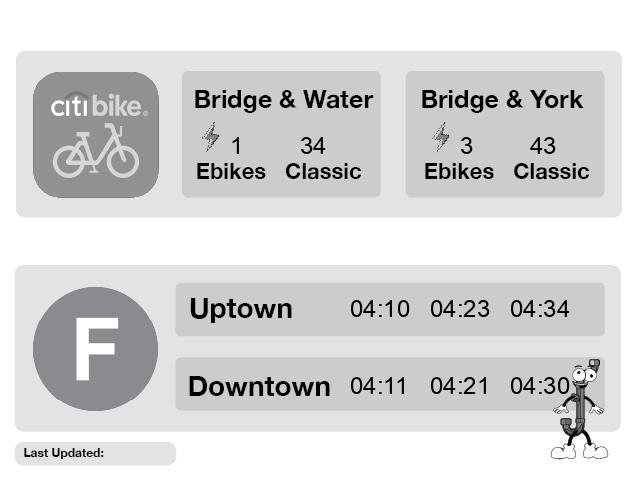 citi bike®
Bridge & Water
1 34
Ebikes Classic
Bridge & York
3 43
Ebikes Classic
F
Uptown 04:10 04:23 04:34
Downtown 04:11 04:21 04:30
Last Updated: